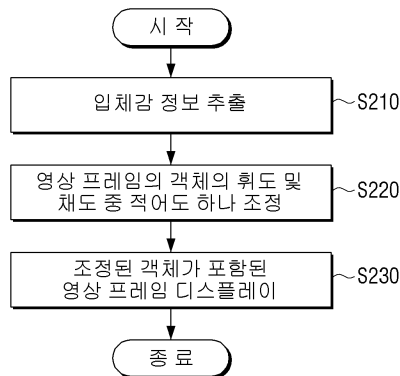 시작
입체감 정보 추출
S210
영상 프레임의 객체의 휘도 및
채도 중 적어도 하나 조정
S220
조정된 객체가 포함된
영상 프레임 디스플레이
S230
종료